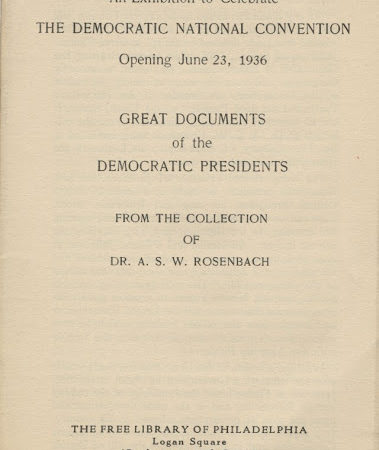 An Exhibition to Celebrate
THE DEMOCRATIC NATIONAL CONVENTION
Opening June 23, 1936
GREAT DOCUMENTS
of the
DEMOCRATIC PRESIDENTS
FROM THE COLLECTION
OF
DR. A. S. W. ROSENBACH
THE FREE LIBRARY OF PHILADELPHIA
Logan Square